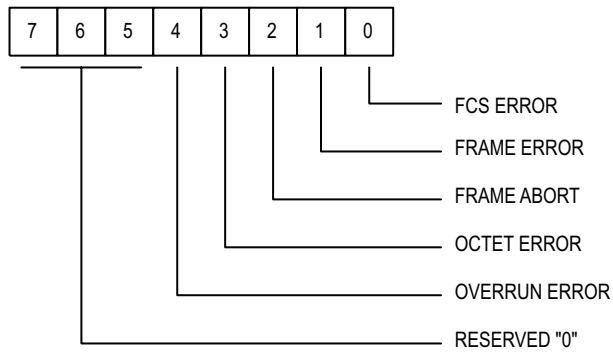 7 6 5 4 3 2 1 0
FCS ERROR
FRAME ERROR
FRAME ABORT
OCTET ERROR
OVERRUN ERROR
RESERVED "0"